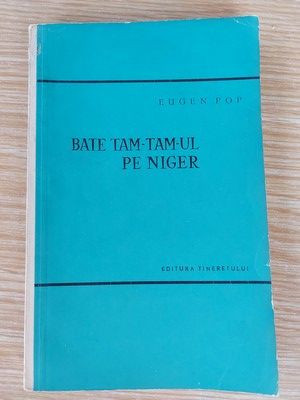 EUGEN POP
BATE TAM-TAM-UL
PE NIGER
EDITURA TINERETULUI